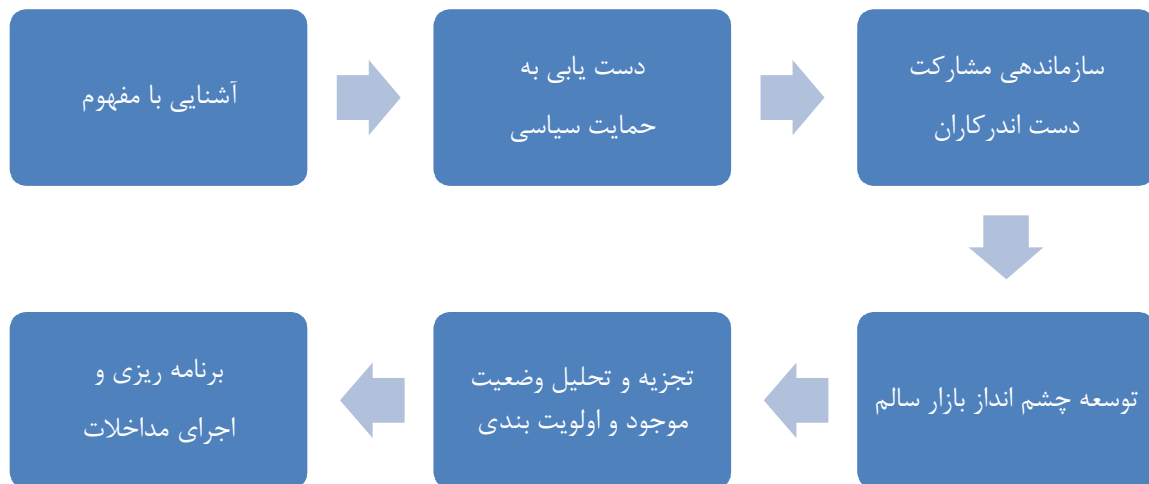 آشنایی با مفهوم
دست یابی به
حمایت سیاسی
سازماندهی مشارکت
دست اندرکاران
توسعه چشم انداز بازار سالم
تجزیه و تحلیل وضعیت
موجود و اولویت بندی
برنامه ریزی و
اجرای مداخلات